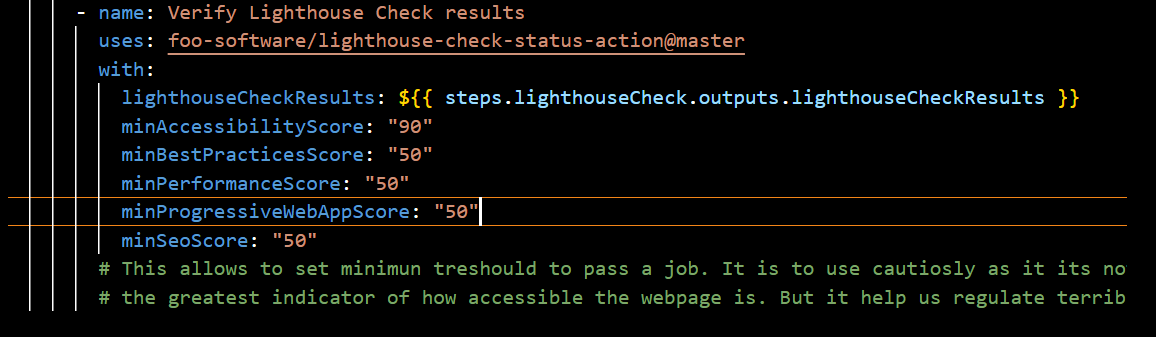 - name: Verify Lighthouse Check results
uses: foo-software/lighthouse-check-status-action@master
with:
lighthouseCheckResults: ${{ steps.lighthouseCheck.outputs.lighthouseCheckResults }}
minAccessibilityScore: "90"
minBestPracticesScore: "50"
minPerformanceScore: "50"
minProgressiveWebAppScore: "50"
minSeoScore: "50"
# This allows to set minimun treshould to pass a job. It is to use cautiosly as it its no
# the greatest indicator of how accessible the webpage is. But it help us regulate terrib